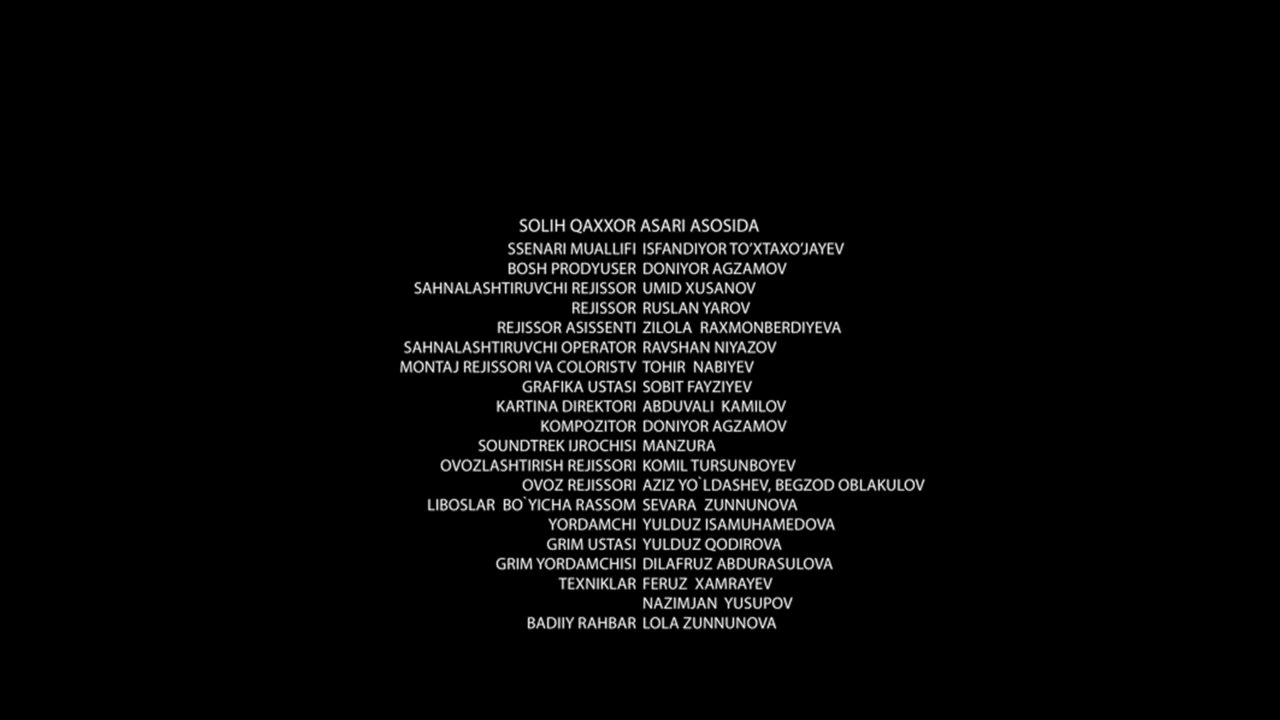 SOLIH QAXXOR ASARI ASOSIDA
SSENARI MUALLIFI ISFANDIYOR TO'XTAXO'JAYEV
BOSH PRODYUSER DONIYOR AGZAMOV
SAHNALASHTIRUVCHI REJISSOR UMID XUSANOV
REJISSOR RUSLAN YAROV
REJISSOR ASISSENTI ZILOLA RAXMONBERDIYEVA
SAHNALASHTIRUVCHI OPERATOR RAVSHAN NIYAZOV
MONTAJ REJISSORI VA COLORISTV TOHIR NABIYEV
GRAFIKA USTASI SOBIT FAYZIYEV
KARTINA DIREKTORI ABDUVALI KAMILOV
KOMPOZITOR DONIYOR AGZAMOV
SOUNDTREK IJROCHISI MANZURA
OVOZLASHTIRISH REJISSORI KOMIL TURSUNBOYEV
OVOZ REJISSORI AZIZ YO`LDASHEV, BEGZOD OBLAKULOV
LIBOSLAR BO`YICHA RASSOM SEVARA ZUNNUNOVA
YORDAMCHI YULDUZ ISAMUHAMEDOVA
GRIM USTASI YULDUZ QODIROVA
GRIM YORDAMCHISI DILAFRUZ ABDURASULOVA
TEXNIKLAR FERUZ XAMRAYEV
NAZIMJAN YUSUPOV
BADIIY RAHBAR LOLA ZUNNUNOVA